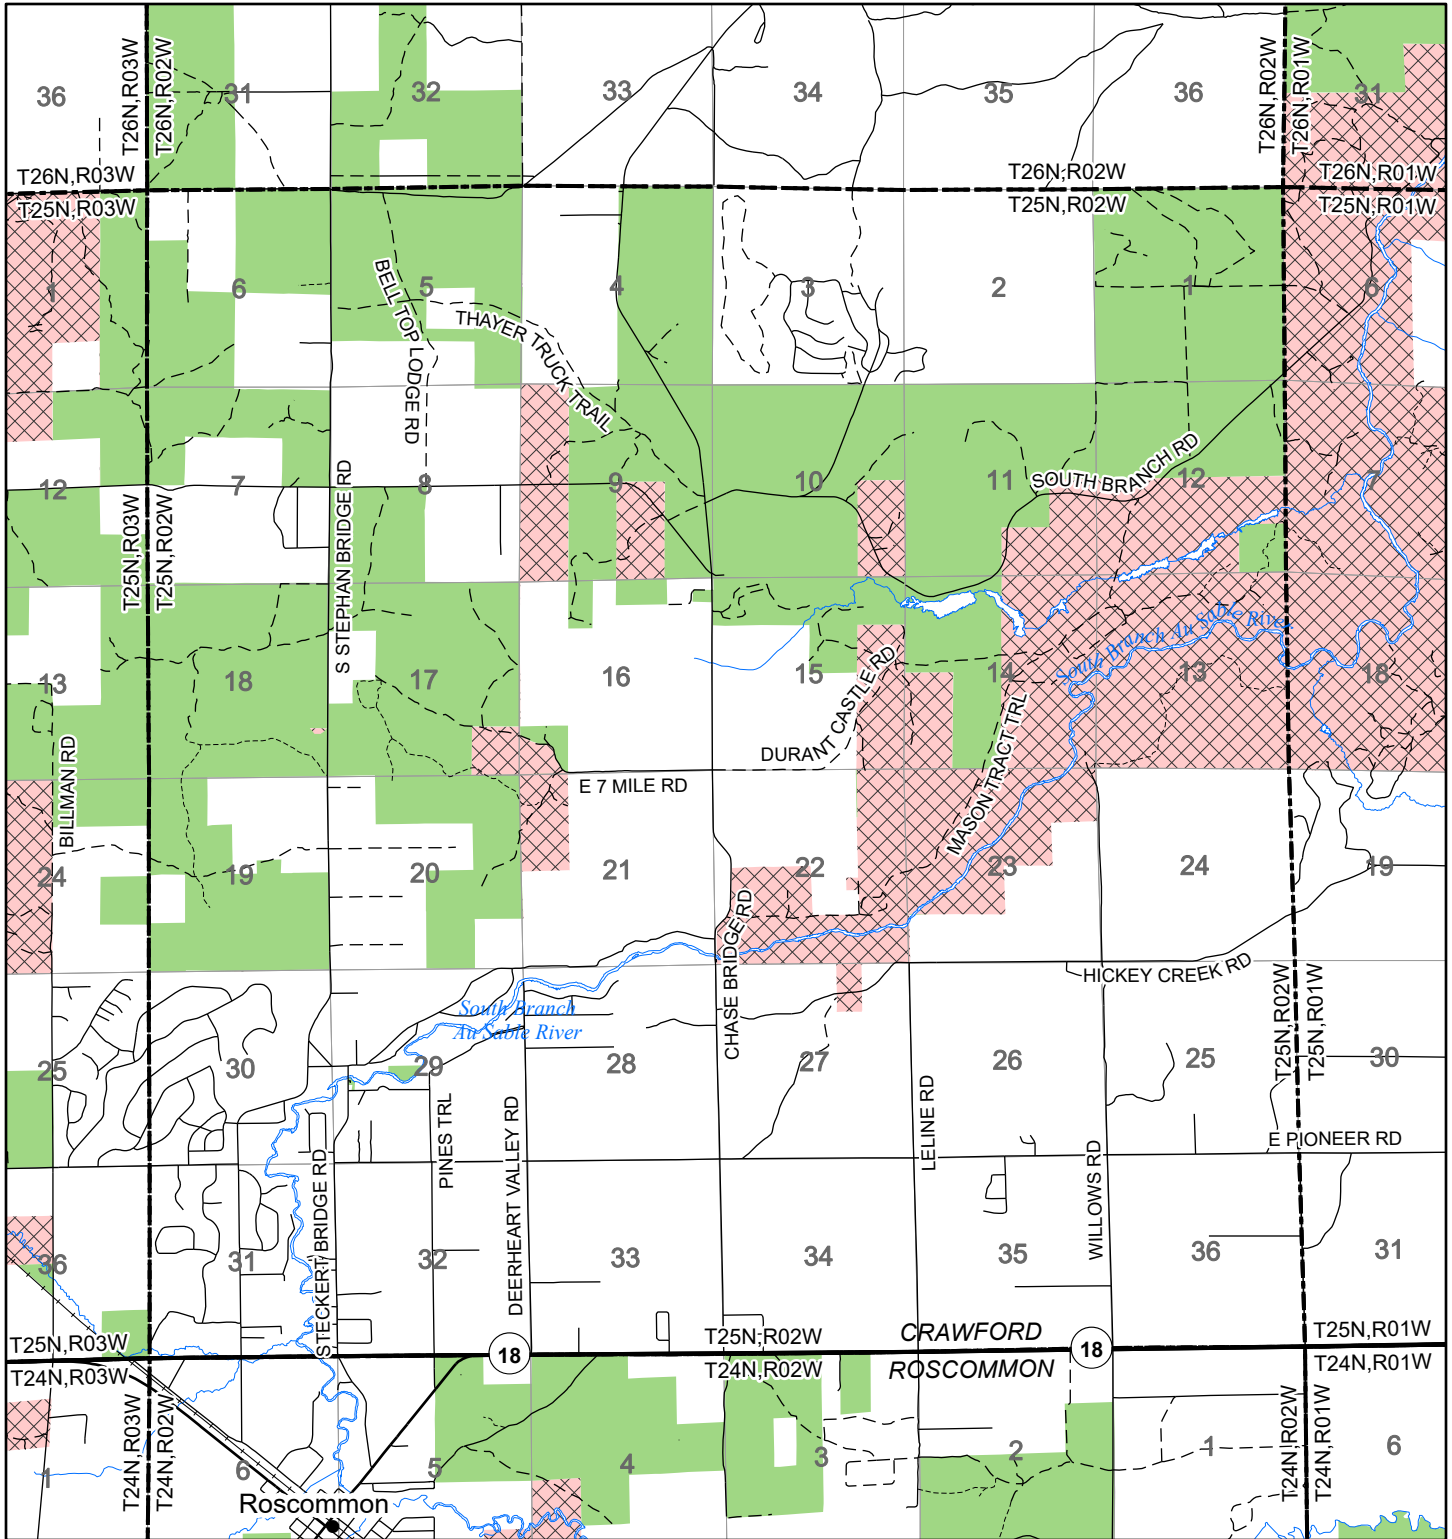 T26N,R03W
T26N,R02W
T26N,R02W
T26N,R01W
36
31
32
33
34
35
36
31
T26N,R03W
T26N,R02W
T26N,R01W
T25N,R03W
T25N,R02W
T25N,R01W
1
6
5
4
3
2
1
6
BELL TOP LODGE RD
THAYER TRUCK TRAIL
12
7
8
9
10
11
12
7
SOUTH BRANCH RD
S STEPHAN BRIDGE RD
T25N,R03W
T25N,R02W
South Branch Au Sable River
13
18
17
16
15
14
13
18
DURANT CASTLE RD
MASON TRACT TRL
BILLMAN RD
E 7 MILE RD
24
19
20
21
22
23
24
19
CHASE BRIDGE RD
HICKEY CREEK RD
South Branch
Au Sable River
T25N,R02W
T25N,R01W
25
30
29
28
27
26
25
30
PINES TRL
DEERHEART VALLEY RD
LELINE RD
WILLOWS RD
E PIONEER RD
STECKERT BRIDGE RD
36
31
32
33
34
35
36
31
T25N,R03W
T25N,R02W
CRAWFORD
T25N,R01W
18
18
T24N,R03W
T24N,R02W
ROSCOMMON
T24N,R01W
T24N,R03W
T24N,R02W
T24N,R02W
T24N,R01W
1
6
5
4
3
2
1
6
Roscommon